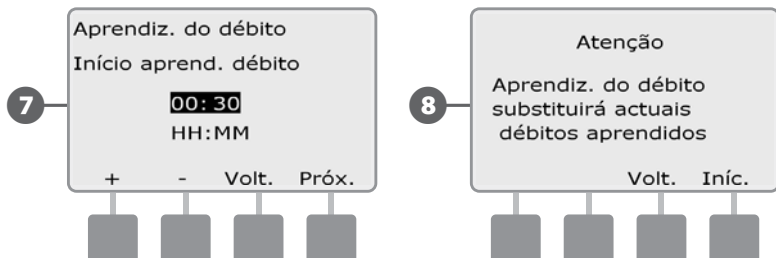 7
Aprendiz. do débito
Início aprend. débito
00:30
HH:MM
+ - Volt. Próx.
8
Atenção
Aprendiz. do débito
substituirá actuais
débitos aprendidos
Volt. Iníc.